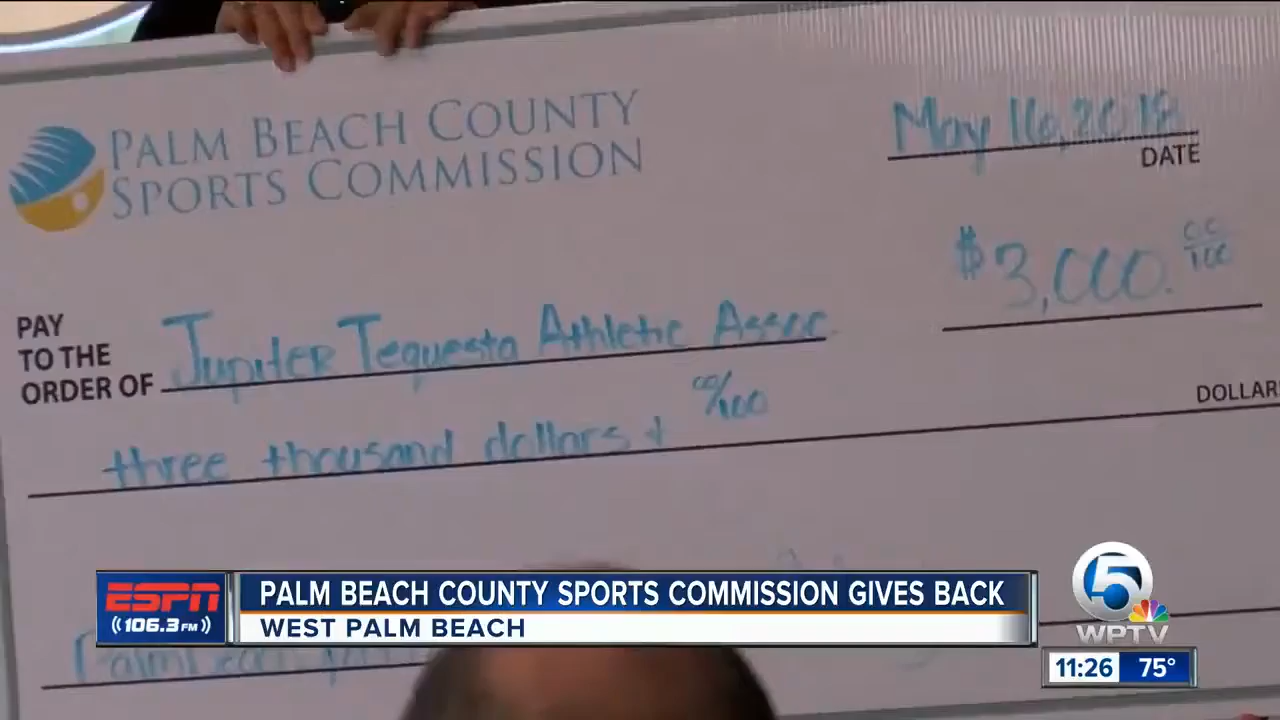 PALM BEACH COUNTY
SPORTS COMMISSION
May 16, 2018
DATE
$3,000. 00/100
PAY
TO THE
ORDER OF
Jupiter Tequesta Athletic Assoc.
three thousand dollars + 00/100
DOLLAR
ESPN
106.3 FM
PALM BEACH COUNTY SPORTS COMMISSION GIVES BACK
WEST PALM BEACH
5
WPTV
11:26 75°